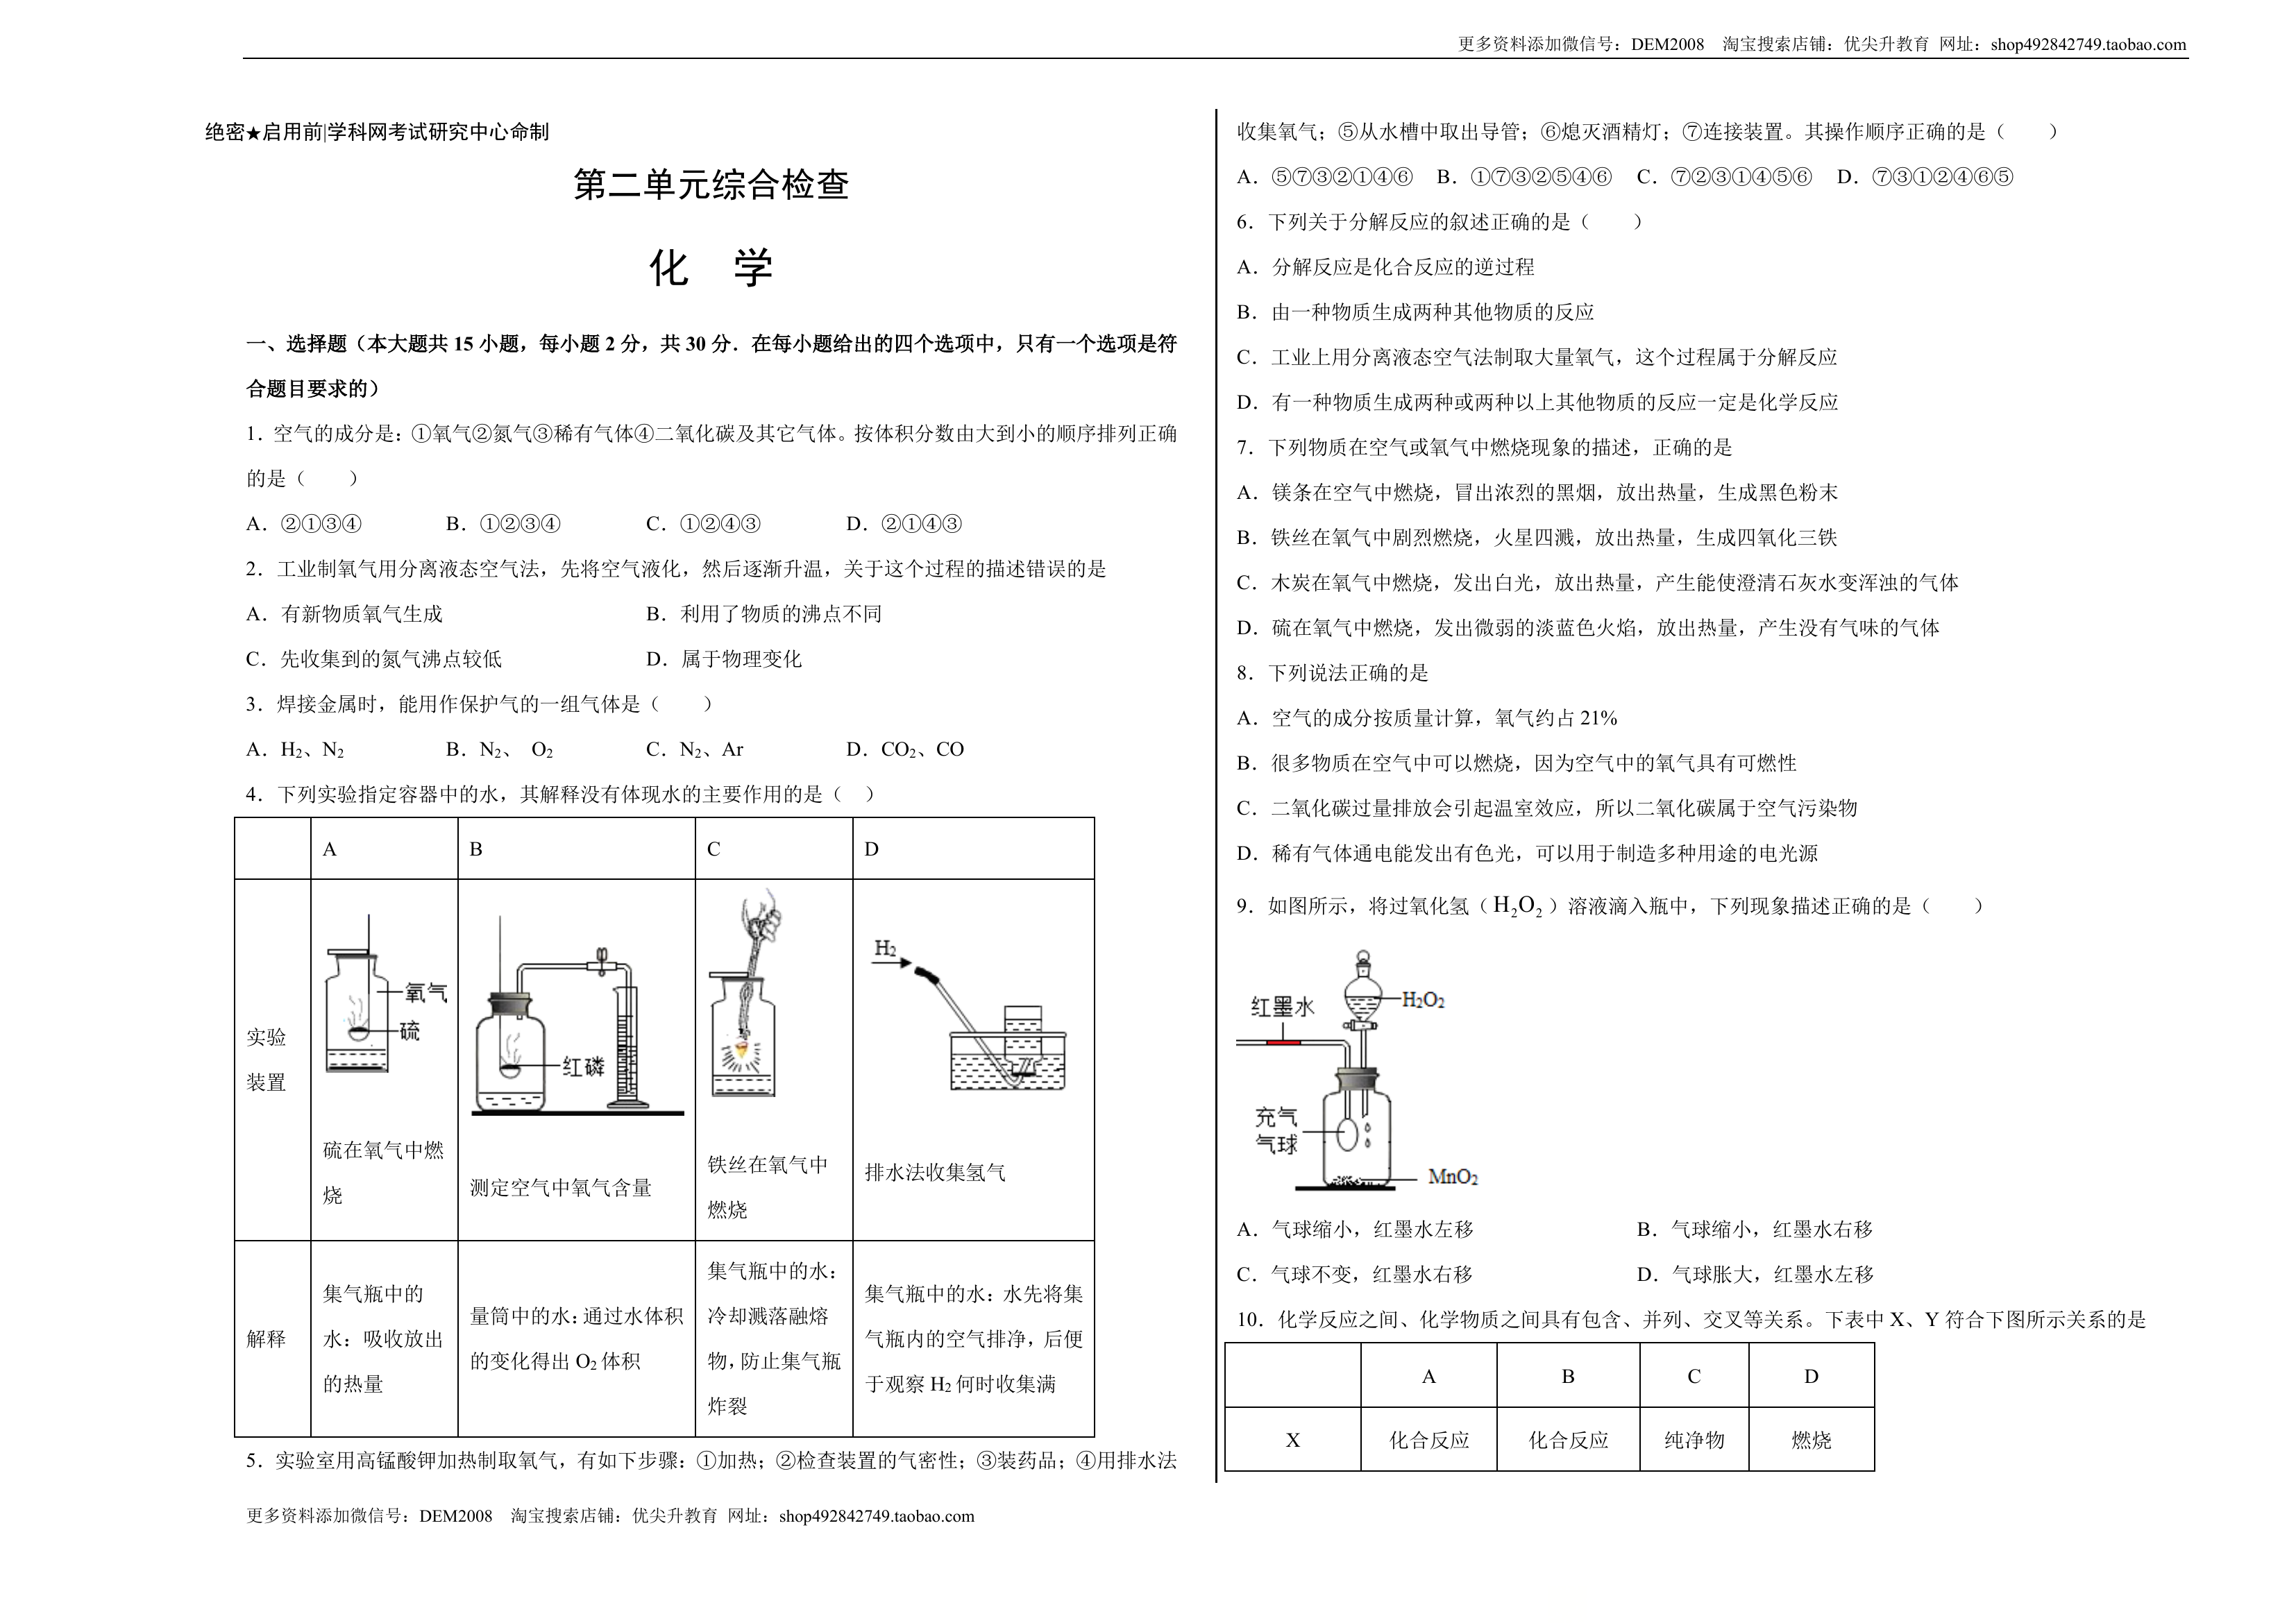 更多资料添加微信号：DEM2008 淘宝搜索店铺：优尖升教育 网址：shop492842749.taobao.com
绝密★启用前|学科网考试研究中心命制
第二单元综合检查
化 学
一、选择题（本大题共 15 小题，每小题 2 分，共 30 分．在每小题给出的四个选项中，只有一个选项是符
合题目要求的）
1．空气的成分是：①氧气②氮气③稀有气体④二氧化碳及其它气体。按体积分数由大到小的顺序排列正确
的是（ ）
A．②①③④ B．①②③④ C．①②④③ D．②①④③
2．工业制氧气用分离液态空气法，先将空气液化，然后逐渐升温，关于这个过程的描述错误的是
A．有新物质氧气生成 B．利用了物质的沸点不同
C．先收集到的氮气沸点较低 D．属于物理变化
3．焊接金属时，能用作保护气的一组气体是（ ）
A．H₂、N₂ B．N₂、 O₂ C．N₂、Ar D．CO₂、CO
4．下列实验指定容器中的水，其解释没有体现水的主要作用的是（ ）
A B C D
实验
装置
氧气
硫
硫在氧气中燃
烧
红磷
测定空气中氧气含量
铁丝在氧气中
燃烧
H₂
排水法收集氢气
解释
集气瓶中的
水：吸收放出
的热量
量筒中的水：通过水体积
的变化得出 O₂ 体积
集气瓶中的水：
冷却溅落融熔
物，防止集气瓶
炸裂
集气瓶中的水：水先将集
气瓶内的空气排净，后便
于观察 H₂ 何时收集满
5．实验室用高锰酸钾加热制取氧气，有如下步骤：①加热；②检查装置的气密性；③装药品；④用排水法
收集氧气；⑤从水槽中取出导管；⑥熄灭酒精灯；⑦连接装置。其操作顺序正确的是（ ）
A．⑤⑦③②①④⑥ B．①⑦③②⑤④⑥ C．⑦②③①④⑤⑥ D．⑦③①②④⑥⑤
6．下列关于分解反应的叙述正确的是（ ）
A．分解反应是化合反应的逆过程
B．由一种物质生成两种其他物质的反应
C．工业上用分离液态空气法制取大量氧气，这个过程属于分解反应
D．有一种物质生成两种或两种以上其他物质的反应一定是化学反应
7．下列物质在空气或氧气中燃烧现象的描述，正确的是
A．镁条在空气中燃烧，冒出浓烈的黑烟，放出热量，生成黑色粉末
B．铁丝在氧气中剧烈燃烧，火星四溅，放出热量，生成四氧化三铁
C．木炭在氧气中燃烧，发出白光，放出热量，产生能使澄清石灰水变浑浊的气体
D．硫在氧气中燃烧，发出微弱的淡蓝色火焰，放出热量，产生没有气味的气体
8．下列说法正确的是
A．空气的成分按质量计算，氧气约占 21%
B．很多物质在空气中可以燃烧，因为空气中的氧气具有可燃性
C．二氧化碳过量排放会引起温室效应，所以二氧化碳属于空气污染物
D．稀有气体通电能发出有色光，可以用于制造多种用途的电光源
9．如图所示，将过氧化氢（H₂O₂）溶液滴入瓶中，下列现象描述正确的是（ ）
红墨水
H₂O₂
充气
气球
MnO₂
A．气球缩小，红墨水左移 B．气球缩小，红墨水右移
C．气球不变，红墨水右移 D．气球胀大，红墨水左移
10．化学反应之间、化学物质之间具有包含、并列、交叉等关系。下表中 X、Y 符合下图所示关系的是
A B C D
X 化合反应 化合反应 纯净物 燃烧
更多资料添加微信号：DEM2008 淘宝搜索店铺：优尖升教育 网址：shop492842749.taobao.com